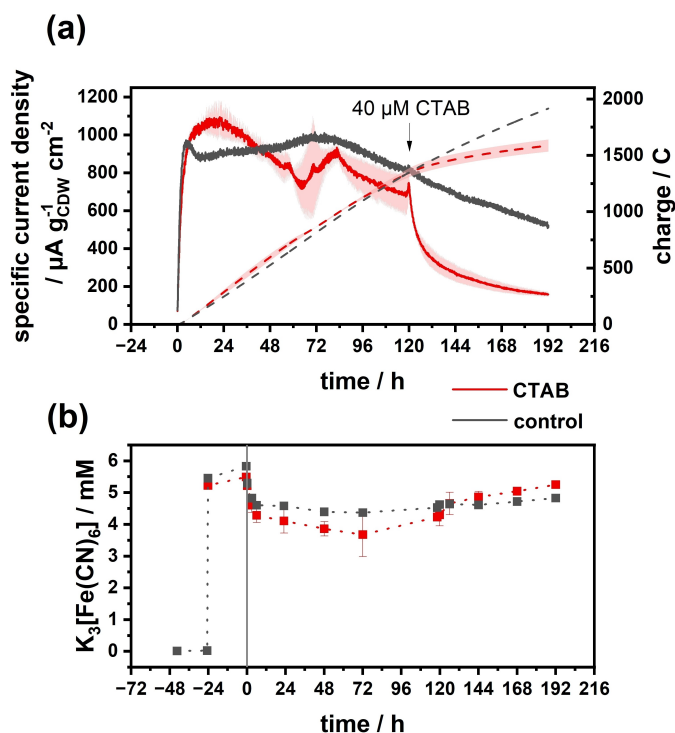 (a)
specific current density
/ µA g⁻¹CDW cm⁻²
1200
1000
800
600
400
200
0
40 µM CTAB
2000
1500
1000
500
0
charge / C
−24 0 24 48 72 96 120 144 168 192 216
time / h
CTAB
control
(b)
K₃[Fe(CN)₆] / mM
6
5
4
3
2
1
0
−72 −48 −24 0 24 48 72 96 120 144 168 192 216
time / h